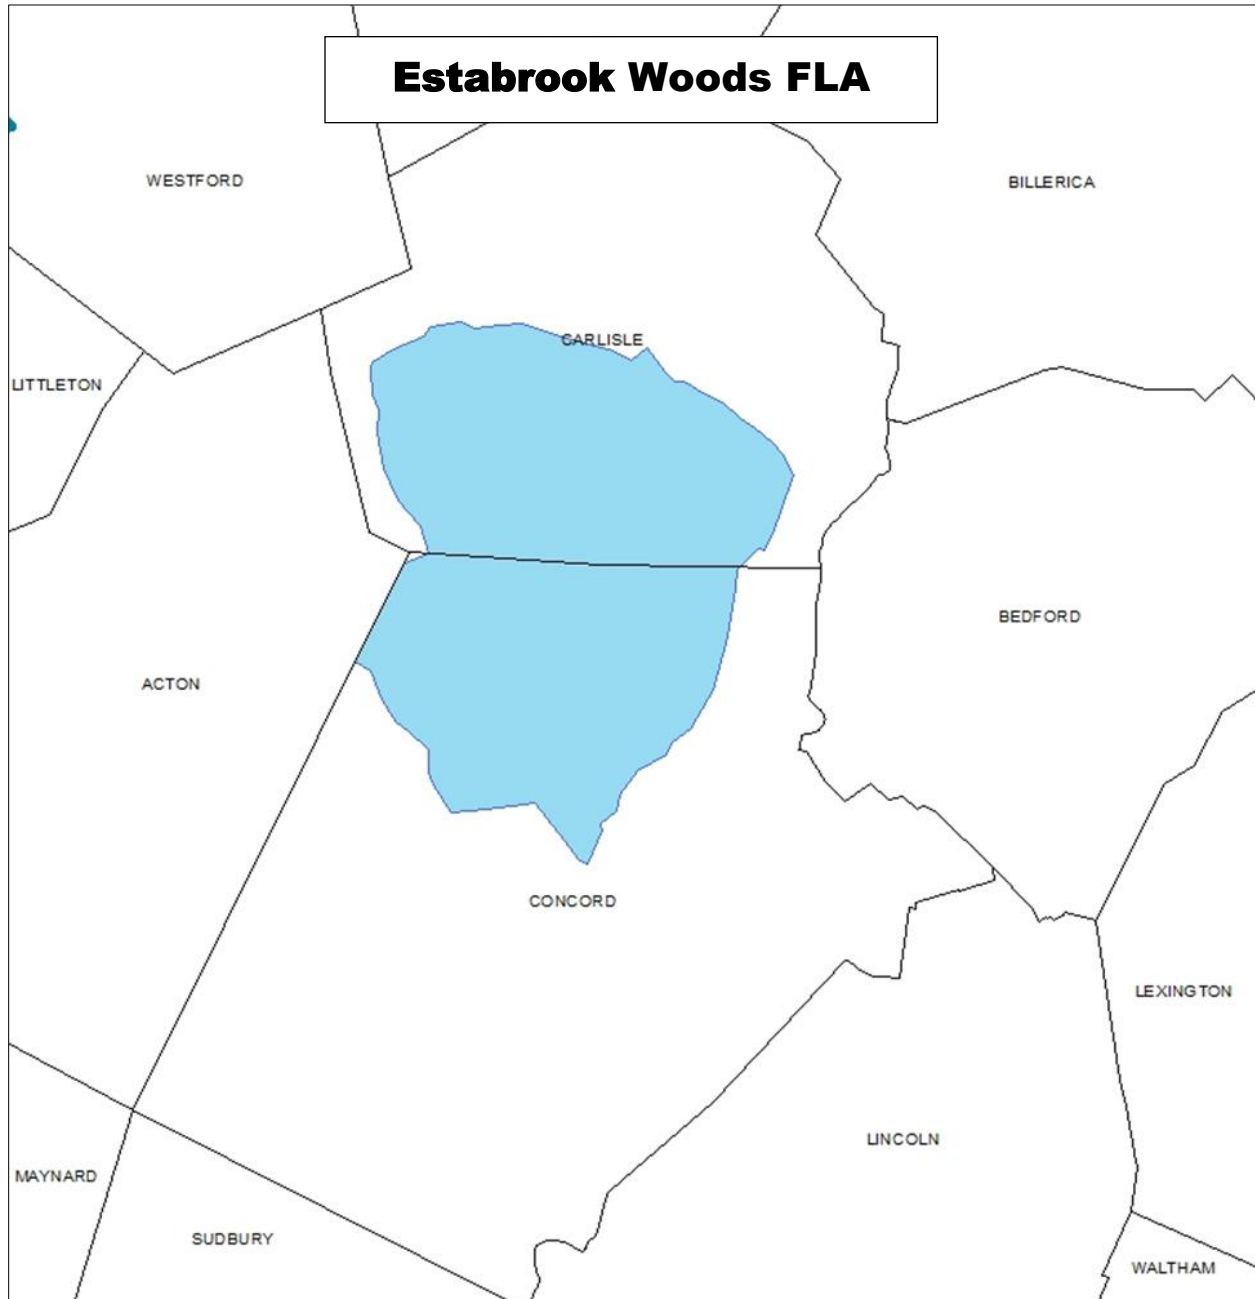 Estabrook Woods FLA
WESTFORD
BILLERICA
CARLISLE
LITTLETON
BEDFORD
ACTON
CONCORD
LEXINGTON
LINCOLN
MAYNARD
SUDBURY
WALTHAM